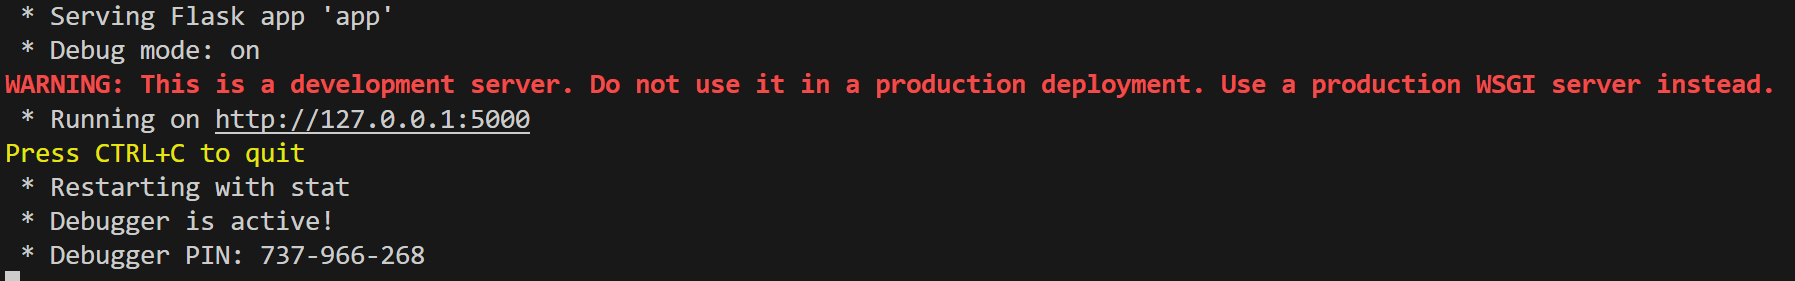 * Serving Flask app 'app'
* Debug mode: on
WARNING: This is a development server. Do not use it in a production deployment. Use a production WSGI server instead.
* Running on http://127.0.0.1:5000
Press CTRL+C to quit
* Restarting with stat
* Debugger is active!
* Debugger PIN: 737-966-268